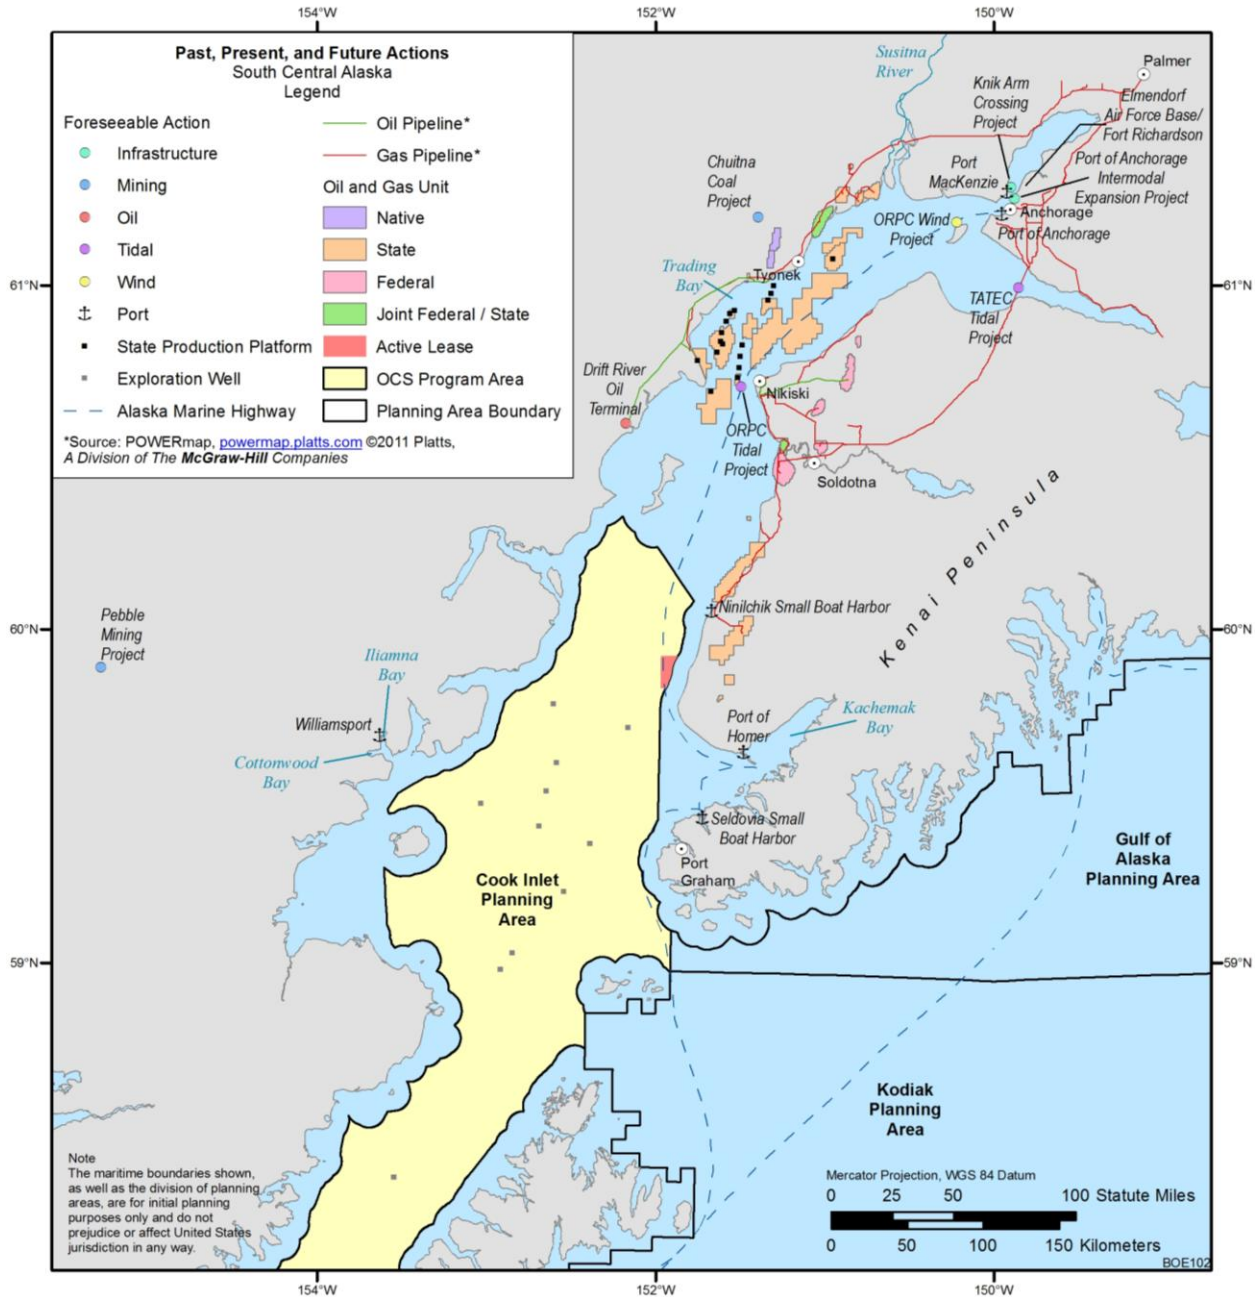 154°W
152°W
150°W
Past, Present, and Future Actions
South Central Alaska
Legend
Foreseeable Action
Infrastructure
Mining
Oil
Tidal
Wind
Port
State Production Platform
Exploration Well
Alaska Marine Highway
Oil Pipeline*
Gas Pipeline*
Oil and Gas Unit
Native
State
Federal
Joint Federal / State
Active Lease
OCS Program Area
Planning Area Boundary
*Source: POWERmap, powermap.platts.com ©2011 Platts,
A Division of The McGraw-Hill Companies
Susitna
River
Palmer
Knik Arm
Crossing
Project
Elmendorf
Air Force Base/
Fort Richardson
Chuitna
Coal
Project
Port
MacKenzie
Port of Anchorage
Intermodal
Expansion Project
ORPC Wind
Project
Anchorage
Port of Anchorage
Trading
Bay
Tyonek
61°N
61°N
TATEC
Tidal
Project
Drift River
Oil
Terminal
Nikiski
ORPC
Tidal
Project
Soldotna
Kenai Peninsula
Ninilchik Small Boat Harbor
60°N
60°N
Pebble
Mining
Project
Iliamna
Bay
Williamsport
Cottonwood
Bay
Port of
Homer
Kachemak
Bay
Seldovia Small
Boat Harbor
Port
Graham
Gulf of
Alaska
Planning Area
Cook Inlet
Planning
Area
59°N
59°N
Kodiak
Planning
Area
Note
The maritime boundaries shown,
as well as the division of planning
areas, are for initial planning
purposes only and do not
prejudice or affect United States
jurisdiction in any way.
Mercator Projection, WGS 84 Datum
0 25 50 100 Statute Miles
0 50 100 150 Kilometers
BOE102
154°W
152°W
150°W